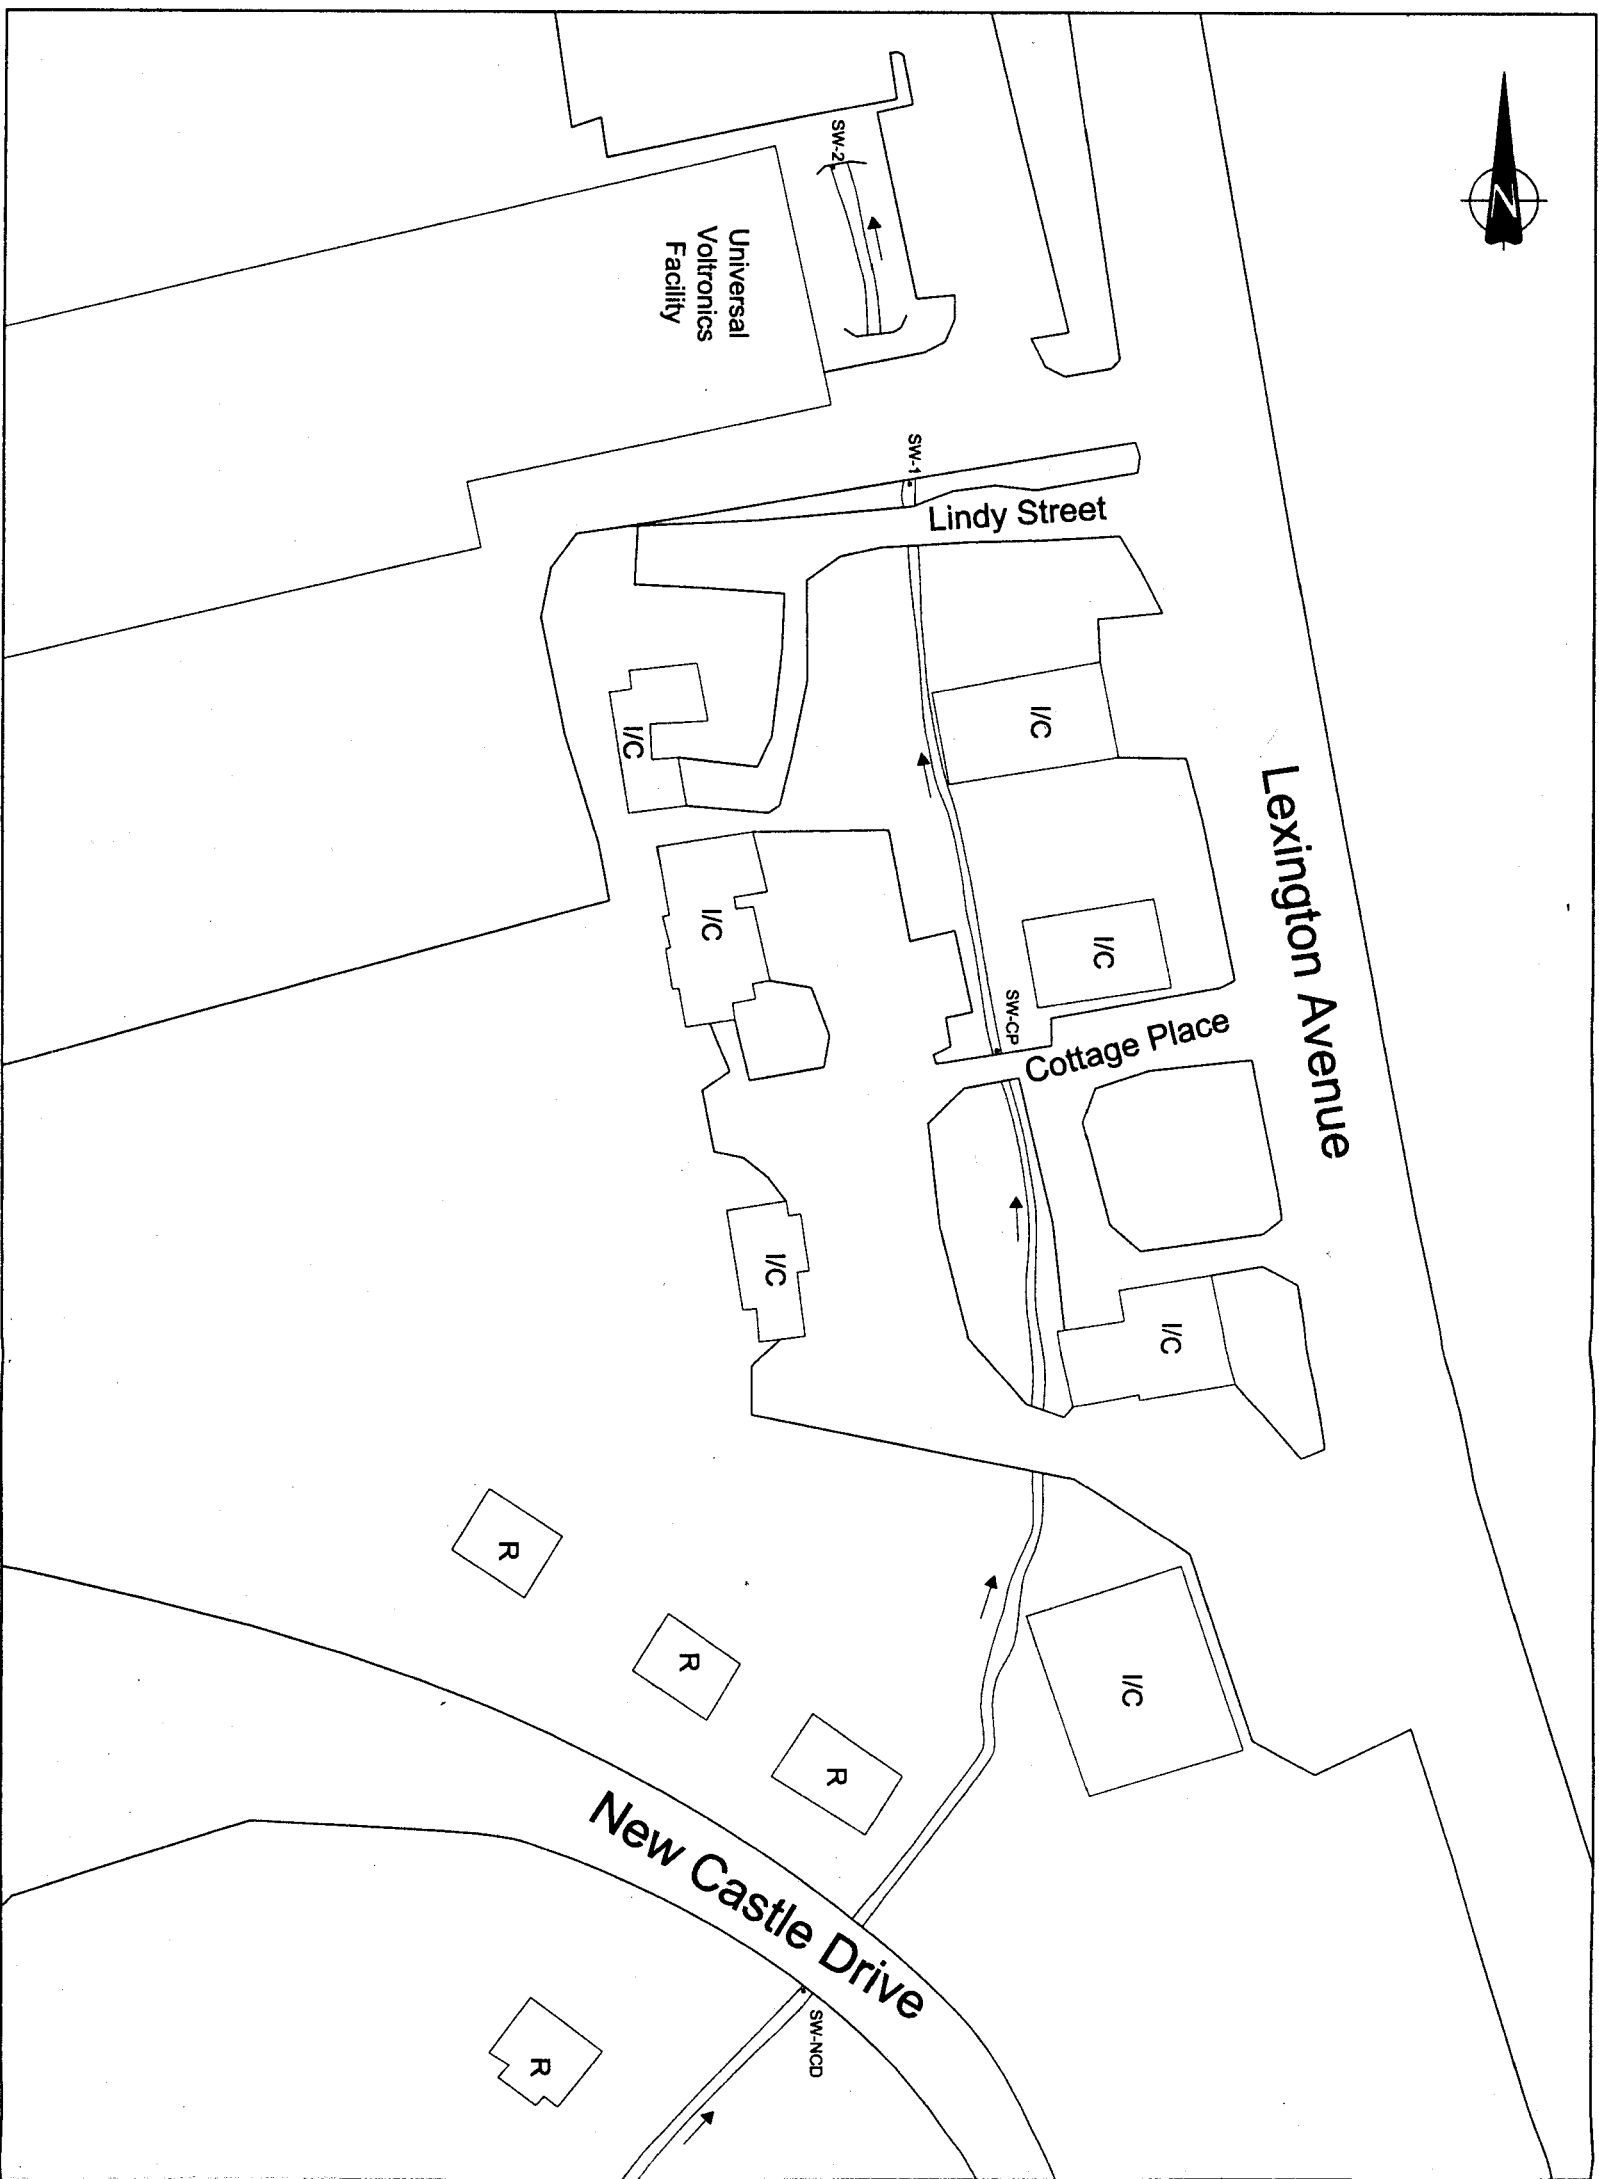 N
SW-2
Universal
Voltronics
Facility
SW-1
Lindy Street
I/C
I/C
Lexington Avenue
I/C
I/C
SW-CP
Cottage Place
I/C
I/C
R
R
I/C
R
New Castle Drive
SW-NCD
R